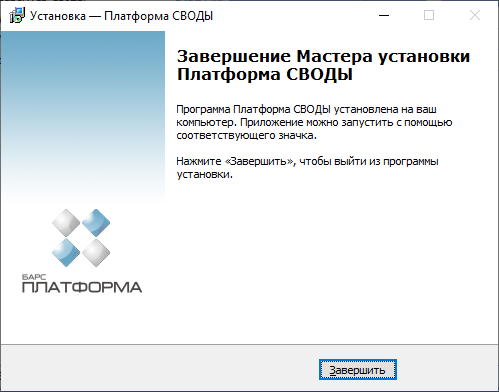 Установка — Платформа СВОДЫ
Завершение Мастера установки
Платформа СВОДЫ
Программа Платформа СВОДЫ установлена на ваш
компьютер. Приложение можно запустить с помощью
соответствующего значка.
Нажмите «Завершить», чтобы выйти из программы
установки.
БАРС
ПЛАТФОРМА
Завершить